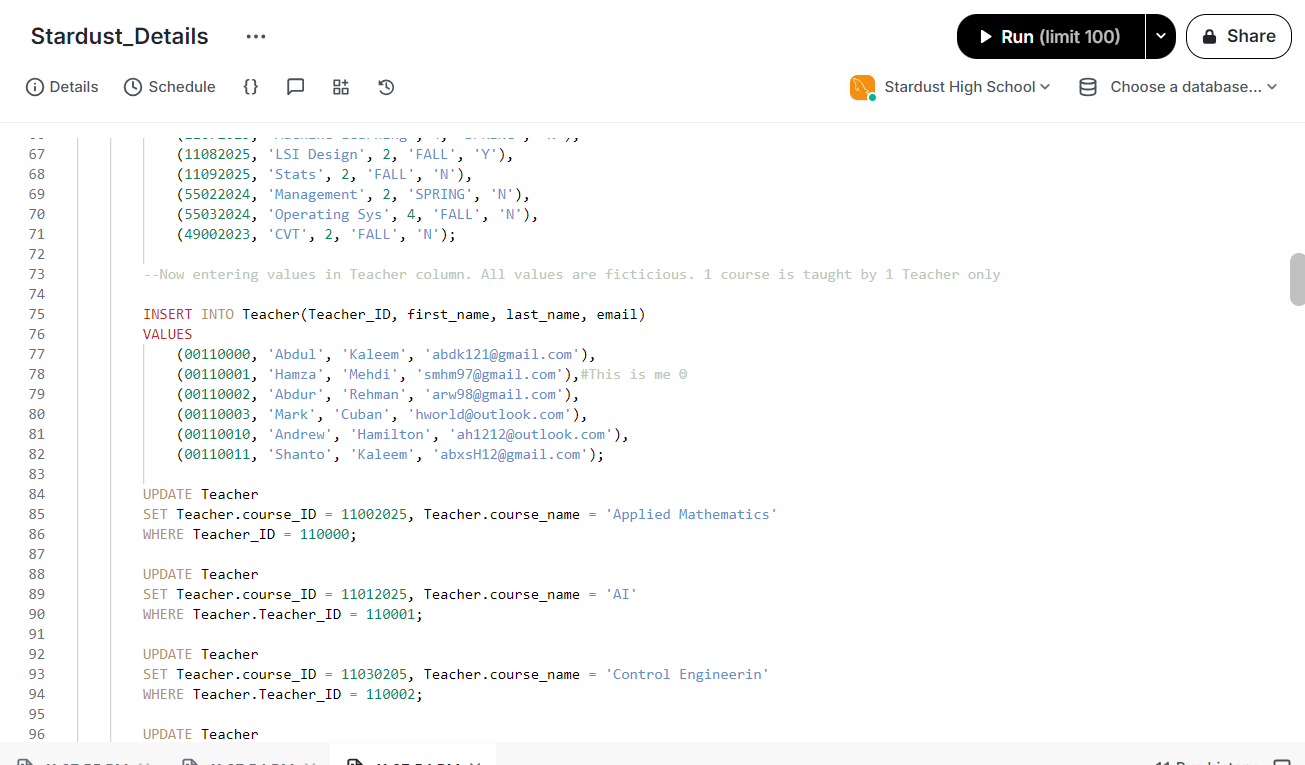 Stardust_Details ...
Run (limit 100)
Share
Details Schedule {} Stardust High School Choose a database...
67 (11082025, 'LSI Design', 2, 'FALL', 'Y'),
68 (11092025, 'Stats', 2, 'FALL', 'N'),
69 (55022024, 'Management', 2, 'SPRING', 'N'),
70 (55032024, 'Operating Sys', 4, 'FALL', 'N'),
71 (49002023, 'CVT', 2, 'FALL', 'N');
72
73 --Now entering values in Teacher column. All values are ficticious. 1 course is taught by 1 Teacher only
74
75 INSERT INTO Teacher(Teacher_ID, first_name, last_name, email)
76 VALUES
77 (00110000, 'Abdul', 'Kaleem', 'abdk121@gmail.com'),
78 (00110001, 'Hamza', 'Mehdi', 'smhm97@gmail.com'),#This is me
79 (00110002, 'Abdur', 'Rehman', 'arw98@gmail.com'),
80 (00110003, 'Mark', 'Cuban', 'hworld@outlook.com'),
81 (00110010, 'Andrew', 'Hamilton', 'ah1212@outlook.com'),
82 (00110011, 'Shanto', 'Kaleem', 'abxsH12@gmail.com');
83
84 UPDATE Teacher
85 SET Teacher.course_ID = 11002025, Teacher.course_name = 'Applied Mathematics'
86 WHERE Teacher_ID = 110000;
87
88 UPDATE Teacher
89 SET Teacher.course_ID = 11012025, Teacher.course_name = 'AI'
90 WHERE Teacher.Teacher_ID = 110001;
91
92 UPDATE Teacher
93 SET Teacher.course_ID = 11030205, Teacher.course_name = 'Control Engineerin'
94 WHERE Teacher.Teacher_ID = 110002;
95
96 UPDATE Teacher